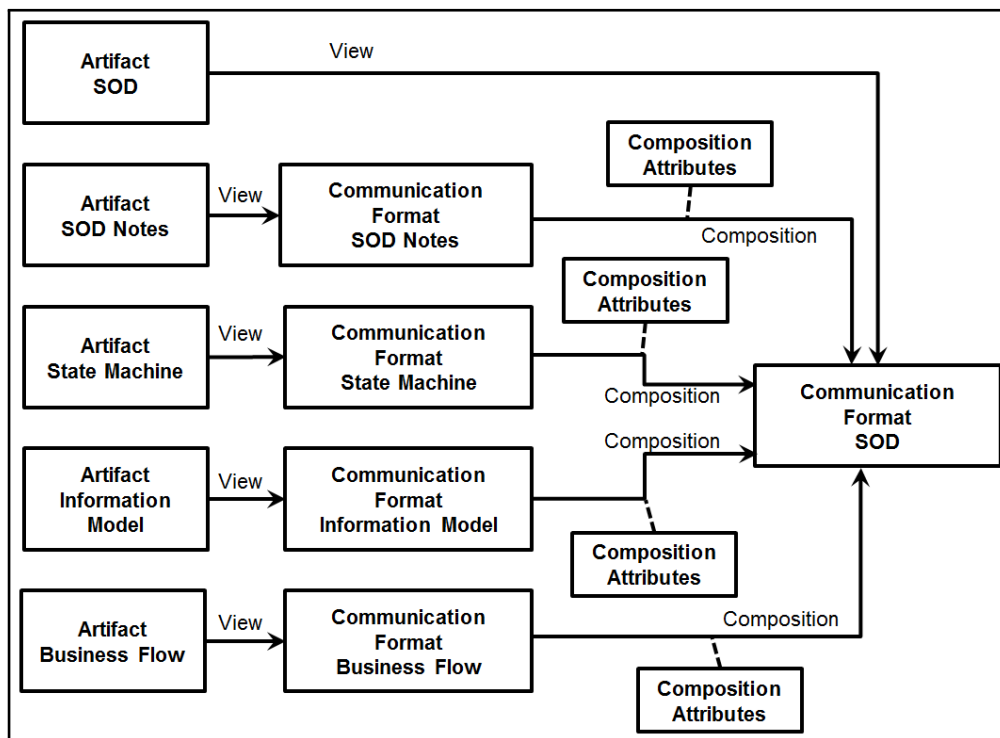 Artifact
SOD
View
Composition
Attributes
Artifact
SOD Notes
View
Communication
Format
SOD Notes
Composition
Composition
Attributes
Artifact
State Machine
View
Communication
Format
State Machine
Composition
Communication
Format
SOD
Composition
Artifact
Information
Model
View
Communication
Format
Information Model
Composition
Attributes
Artifact
Business Flow
View
Communication
Format
Business Flow
Composition
Composition
Attributes